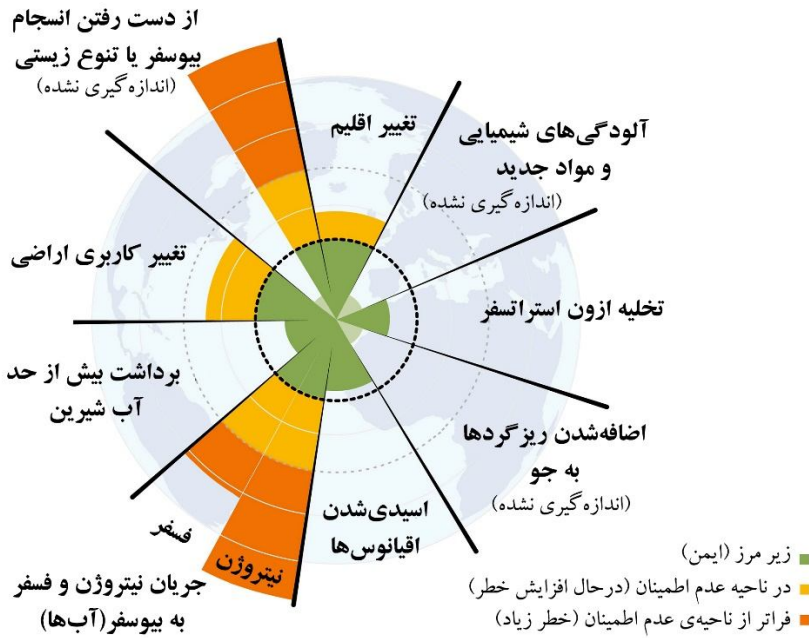 از دست رفتن انسجام
بیوسفر یا تنوع زیستی
(اندازه‌گیری نشده)
تغییر اقلیم
آلودگی‌های شیمیایی
و مواد جدید
(اندازه‌گیری نشده)
تخلیه ازون استراتسفر
اضافه‌شدن ریزگردها
به جو
(اندازه‌گیری نشده)
اسیدی‌شدن
اقیانوس‌ها
نیتروژن
فسفر
جریان نیتروژن و فسفر
به بیوسفر(آب‌ها)
برداشت بیش از حد
آب شیرین
تغییر کاربری اراضی
زیر مرز (ایمن)
در ناحیه عدم اطمینان (درحال افزایش خطر)
فراتر از ناحیه‌ی عدم اطمینان (خطر زیاد)